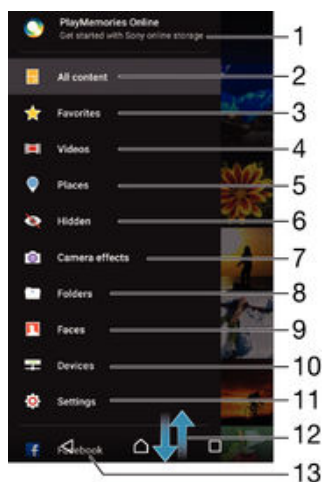 PlayMemories Online
Get started with Sony online storage
1
All content
2
Favorites
3
Videos
4
Places
5
Hidden
6
Camera effects
7
Folders
8
Faces
9
Devices
10
Settings
11
12
Facebook
13